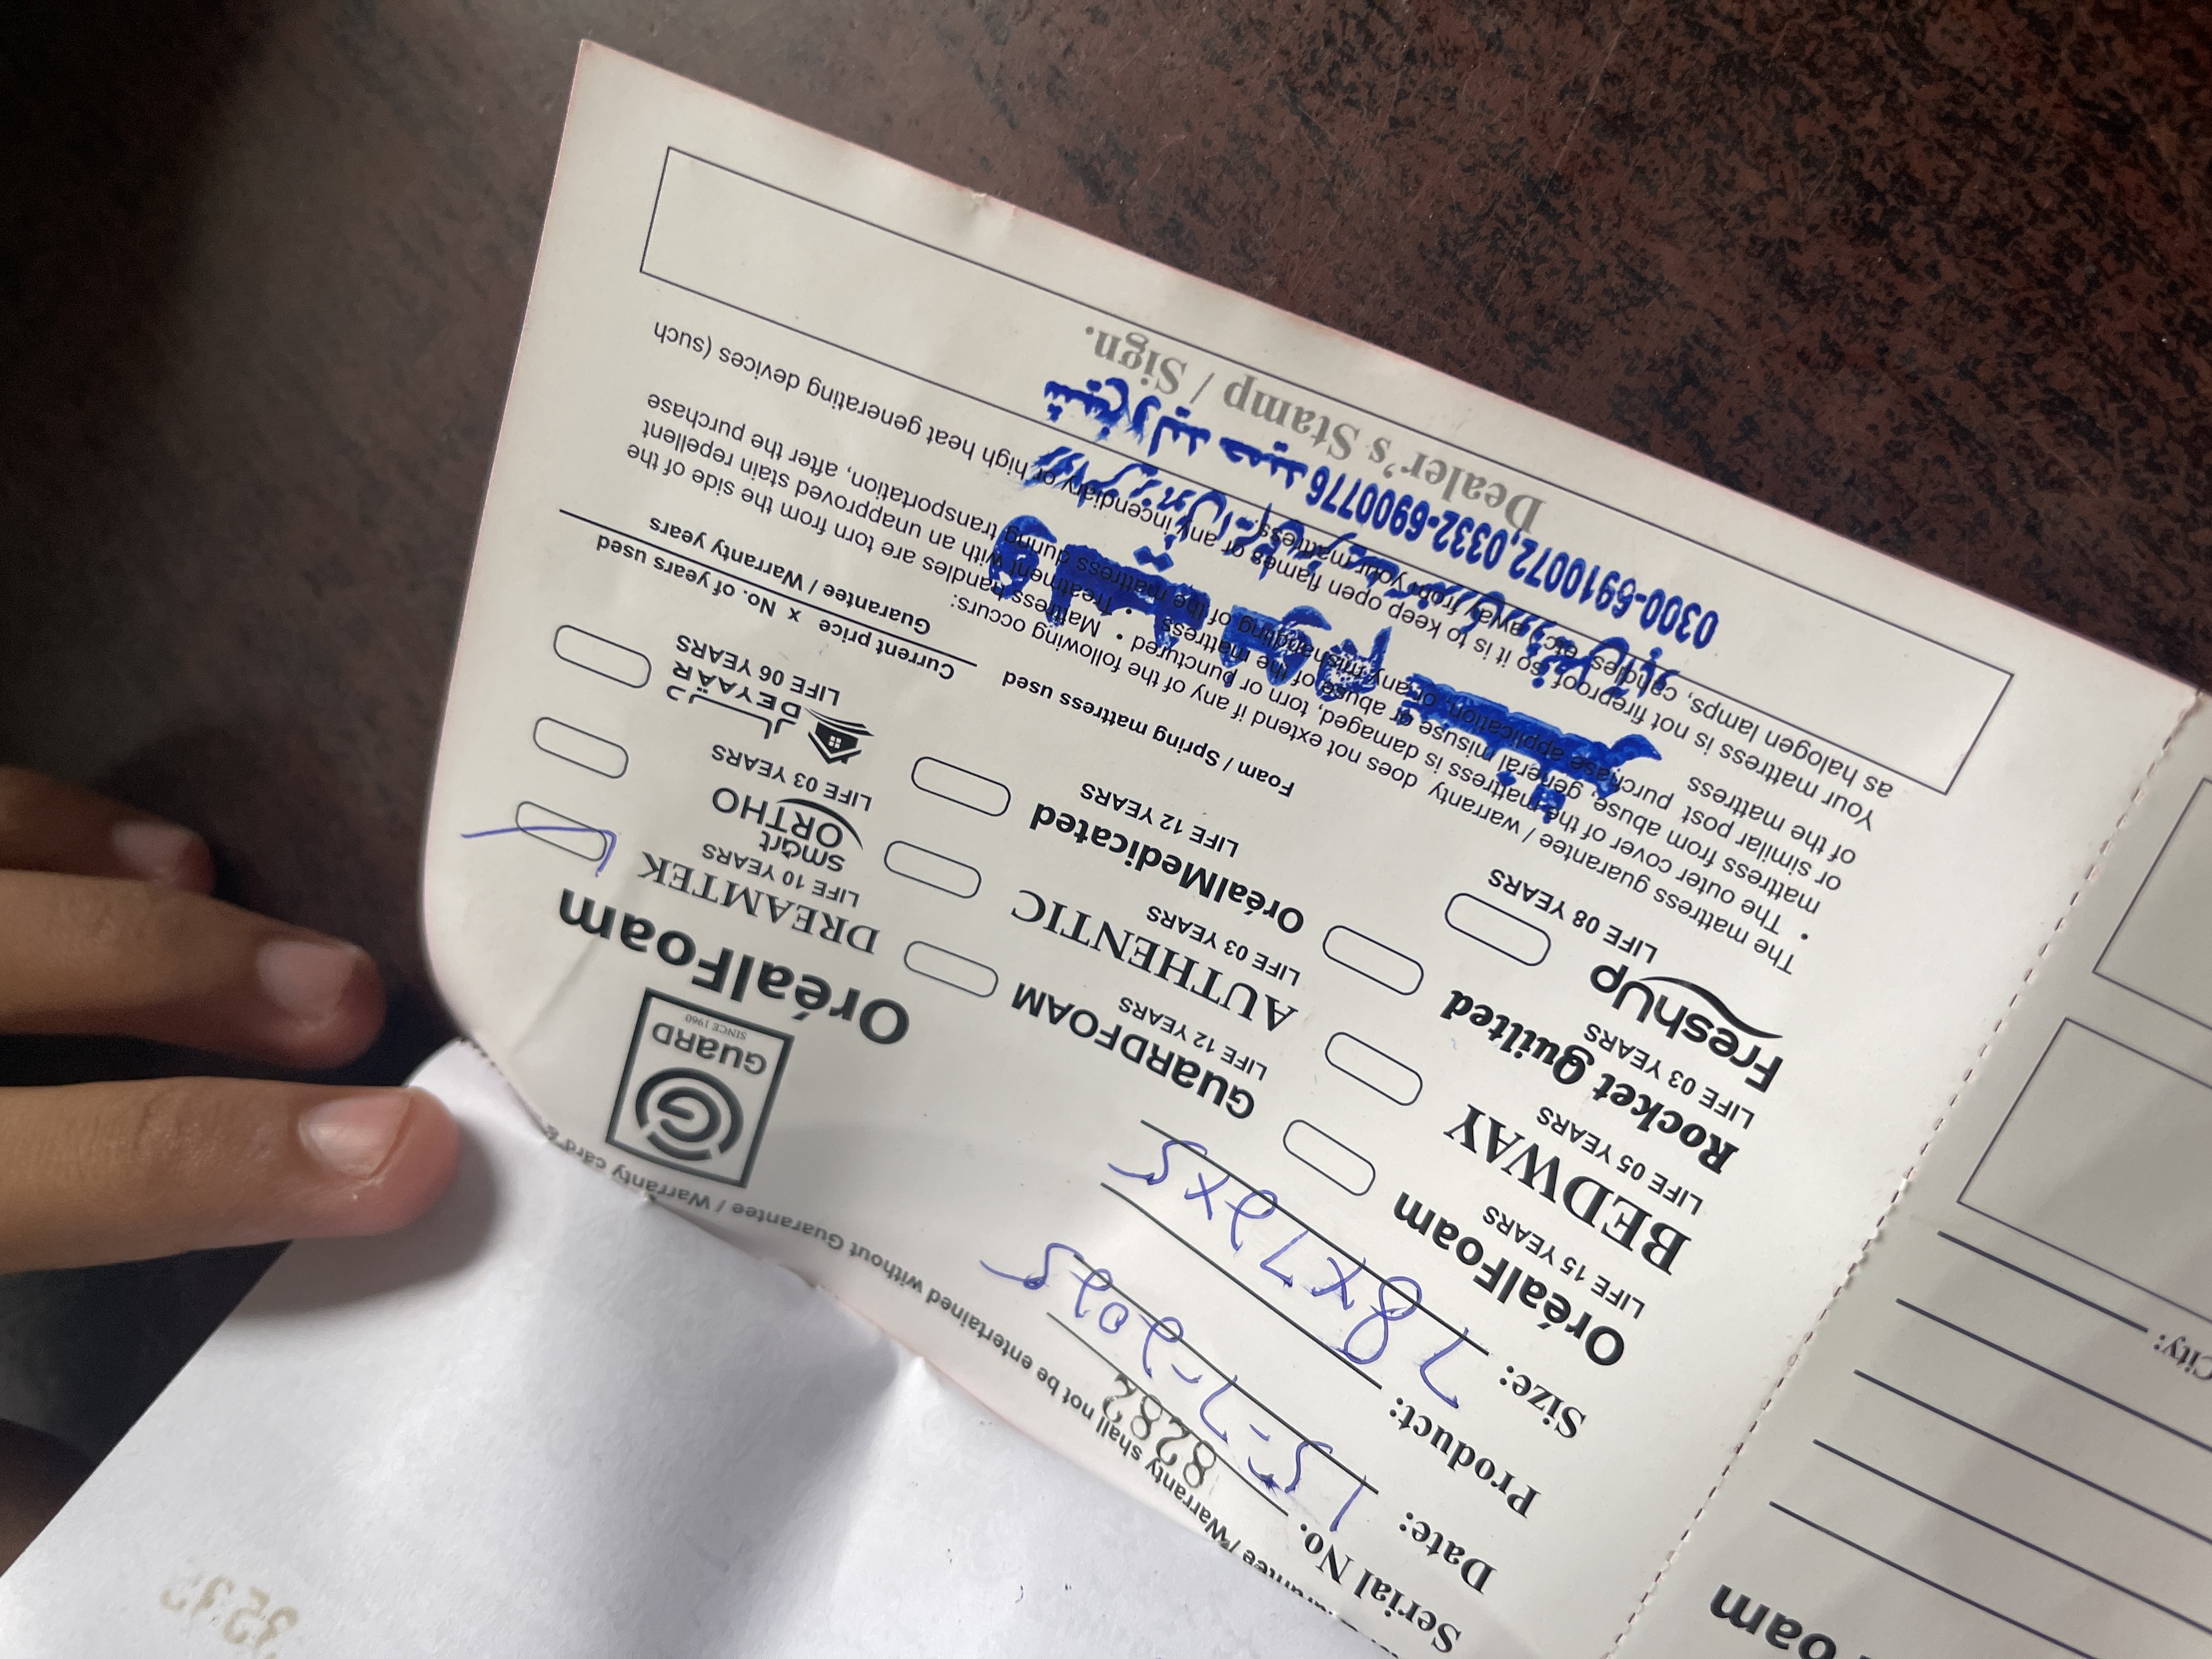 Guarantee / Warranty shall not be entertained without Guarantee / Warranty card &
Serial No. 8282
Date: 15-7-2025
Product:
Size: 78x72x5
GUARD
SINCE 1960
OréalFoam
OréalFoam
LIFE 15 YEARS
GUARDFOAM
LIFE 12 YEARS
DREAMTEK
LIFE 10 YEARS
BEDWAY
LIFE 05 YEARS
AUTHENTIC
LIFE 03 YEARS
smart
ORTHO
LIFE 03 YEARS
Rocket Quilted
LIFE 03 YEARS
OréalMedicated
LIFE 12 YEARS
دیار
DEYAAR
LIFE 06 YEARS
FreshUp
LIFE 08 YEARS
Foam / Spring mattress used
Current price x No. of years used
Guarantee / Warranty years
The mattress guarantee / warranty does not extend if any of the following occurs:
• The outer cover of the mattress is damaged, torn or punctured • Mattress handles are torn from the side of the
mattress from abuse, general misuse or abuse of the mattress • Treatment with an unapproved stain repellent
or similar post purchase application, or any mishandling of the mattress during transportation, after the purchase
of the mattress
Your mattress is not fireproof so it is to keep open flames or any incendiary or high heat generating devices (such
as halogen lamps, candles, etc.) away from your mattress.
0300-6910072, 0332-6900776 شیخ ولید حمید
Dealer's Stamp / Sign.
oam
City: